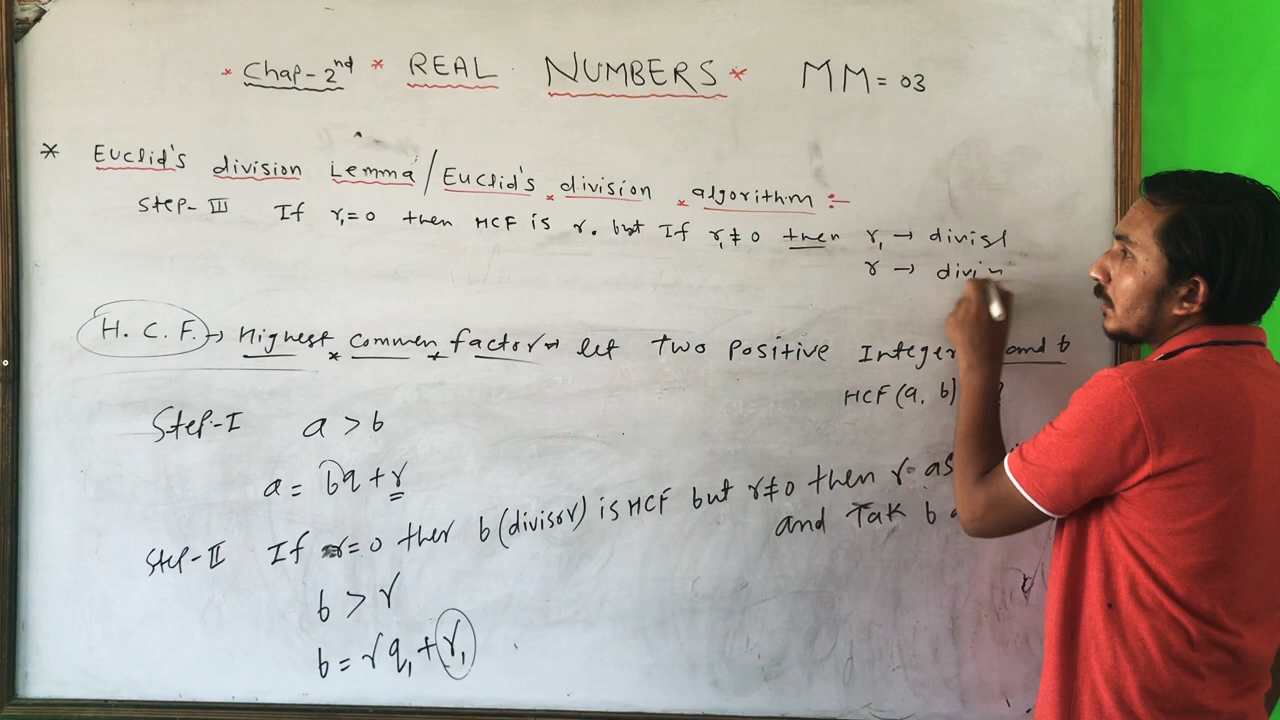 * Chap-2nd * REAL NUMBERS * MM = 03
* Euclid's division Lemma / Euclid's division algorithm :-
Step-III If r₁=0 then HCF is r. but If r₁≠0 then r₁ → divisl
r → divin
H. C. F. → Highest commen factor → let Two Positive Integer and b
HCF (a, b)
Step-I a > b
a = bq + r
Step-II If r=0 then b (divisor) is HCF but r≠0 then r as
and Tak b
b > r
b = r q₁ + r₁